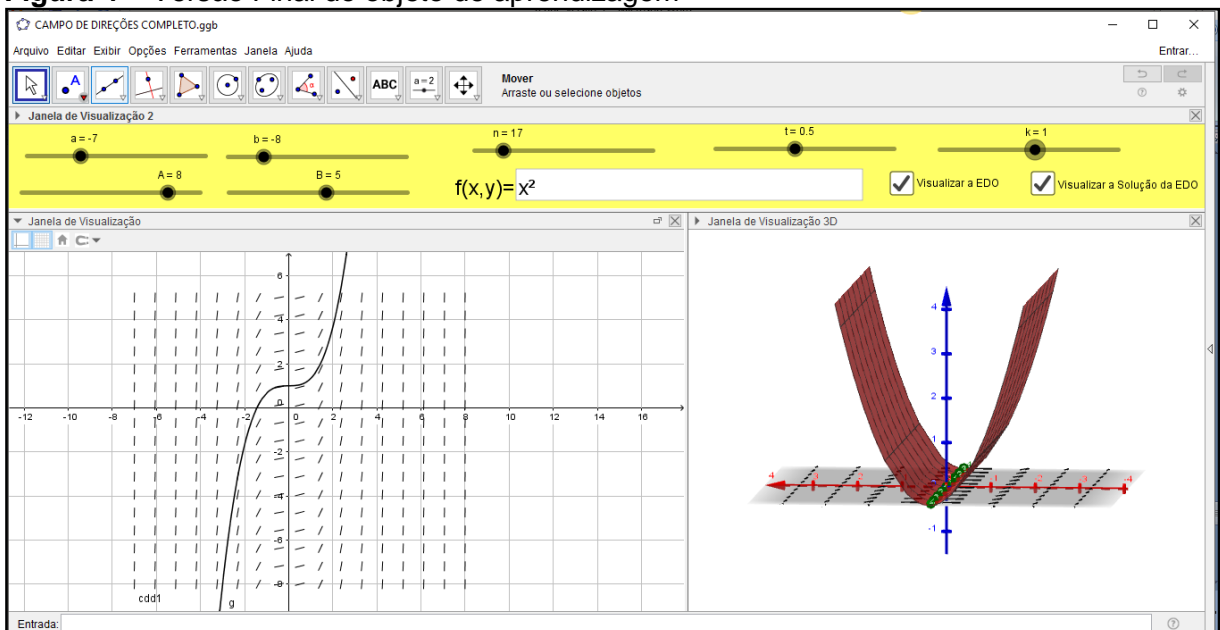 Versão Final do objeto de aprendizagem
CAMPO DE DIREÇÕES COMPLETO.ggb
Arquivo Editar Exibir Opções Ferramentas Janela Ajuda Entrar...
A ABC a=2 Mover
Arraste ou selecione objetos
Janela de Visualização 2
a = -7 b = -8 n = 17 t = 0.5 k = 1
A = 8 B = 5
f(x,y)= x² Visualizar a EDO Visualizar a Solução da EDO
Janela de Visualização Janela de Visualização 3D
6
4
2
0
-12 -10 -8 -6 -4 -2 0 2 4 6 8 10 12 14 16
-2
-4
-6
-8
cdd1 g
4
3
2
1
-1
Entrada: